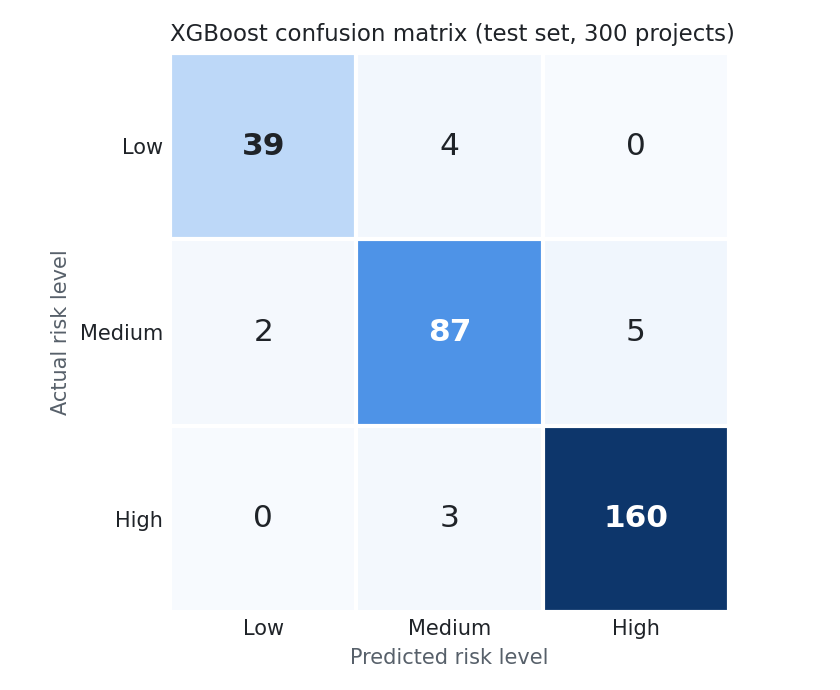 XGBoost confusion matrix (test set, 300 projects)
Actual risk level
Low
39
4
0
Medium
2
87
5
High
0
3
160
Low
Medium
High
Predicted risk level